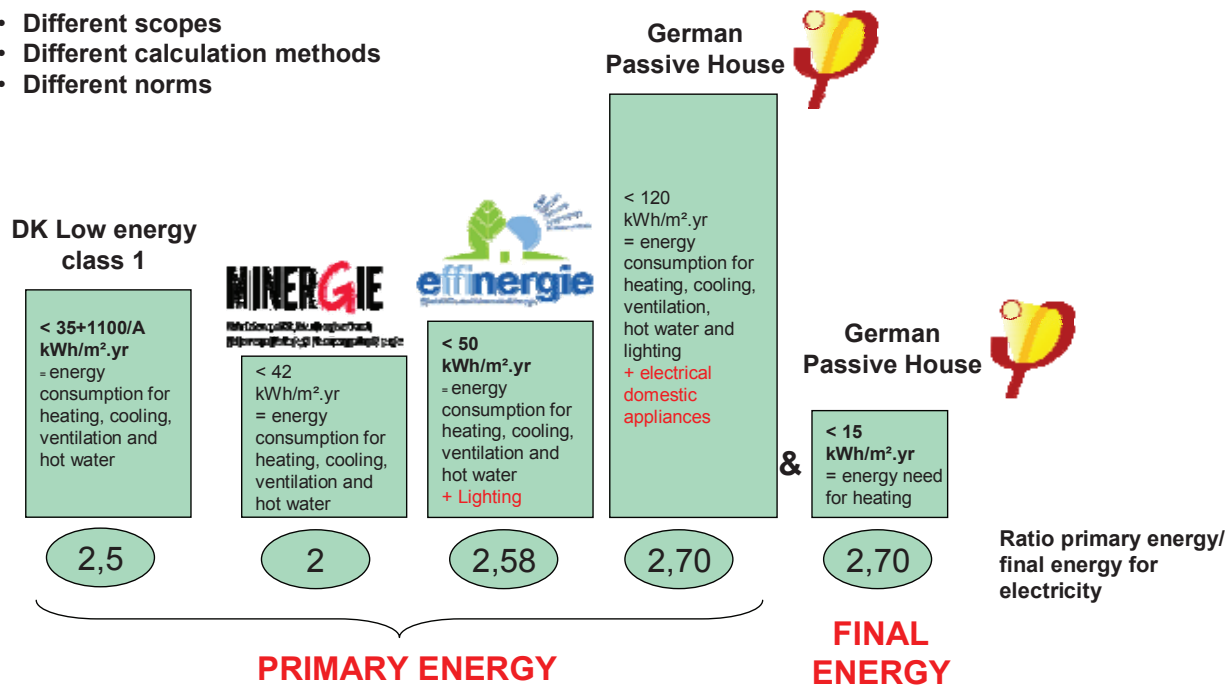 • Different scopes
• Different calculation methods
• Different norms
German
Passive House
DK Low energy
class 1
MINERGIE
effinergie
< 35+1100/A
kWh/m².yr
= energy
consumption for
heating, cooling,
ventilation and
hot water
< 42
kWh/m².yr
= energy
consumption for
heating, cooling,
ventilation and
hot water
< 50
kWh/m².yr
= energy
consumption for
heating, cooling,
ventilation and
hot water
+ Lighting
< 120
kWh/m².yr
= energy
consumption for
heating, cooling,
ventilation,
hot water and
lighting
+ electrical
domestic
appliances
&
German
Passive House
< 15
kWh/m².yr
= energy need
for heating
2,5
2
2,58
2,70
2,70
Ratio primary energy/
final energy for
electricity
PRIMARY ENERGY
FINAL
ENERGY